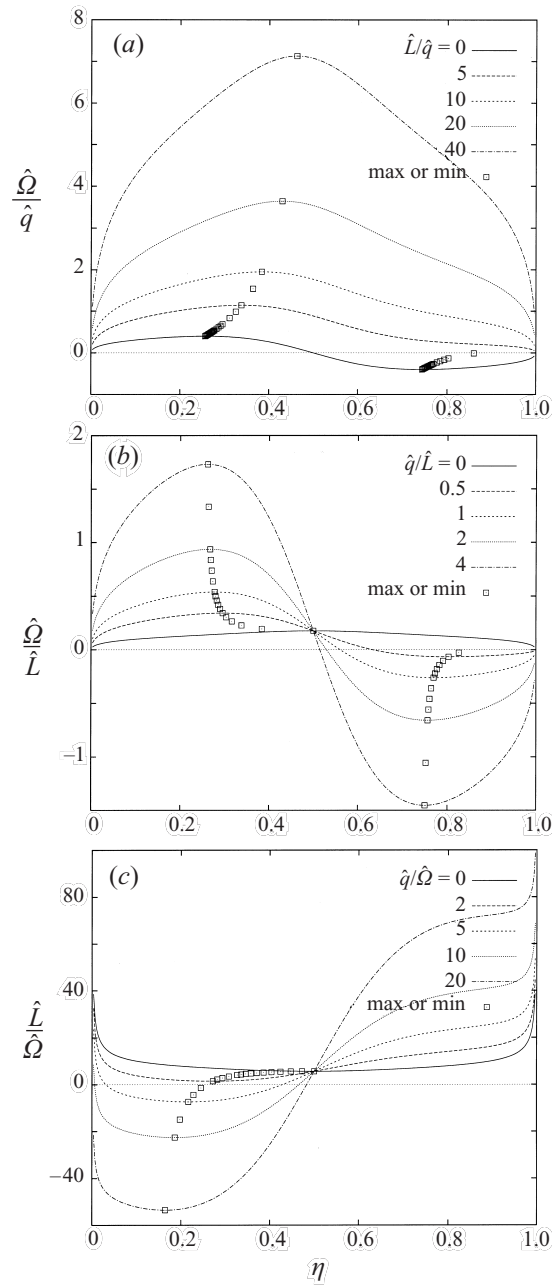 8
(a)
L̂/q̂ = 0
5
6
10
20
40
Ω̂/q̂
4
max or min
2
0
0 0.2 0.4 0.6 0.8 1.0
2
(b)
q̂/L̂ = 0
0.5
1
1
2
4
max or min
Ω̂/L̂
0
−1
0 0.2 0.4 0.6 0.8 1.0
(c)
q̂/Ω̂ = 0
80
2
5
10
20
40
max or min
L̂/Ω̂
0
−40
0 0.2 0.4 0.6 0.8 1.0
η